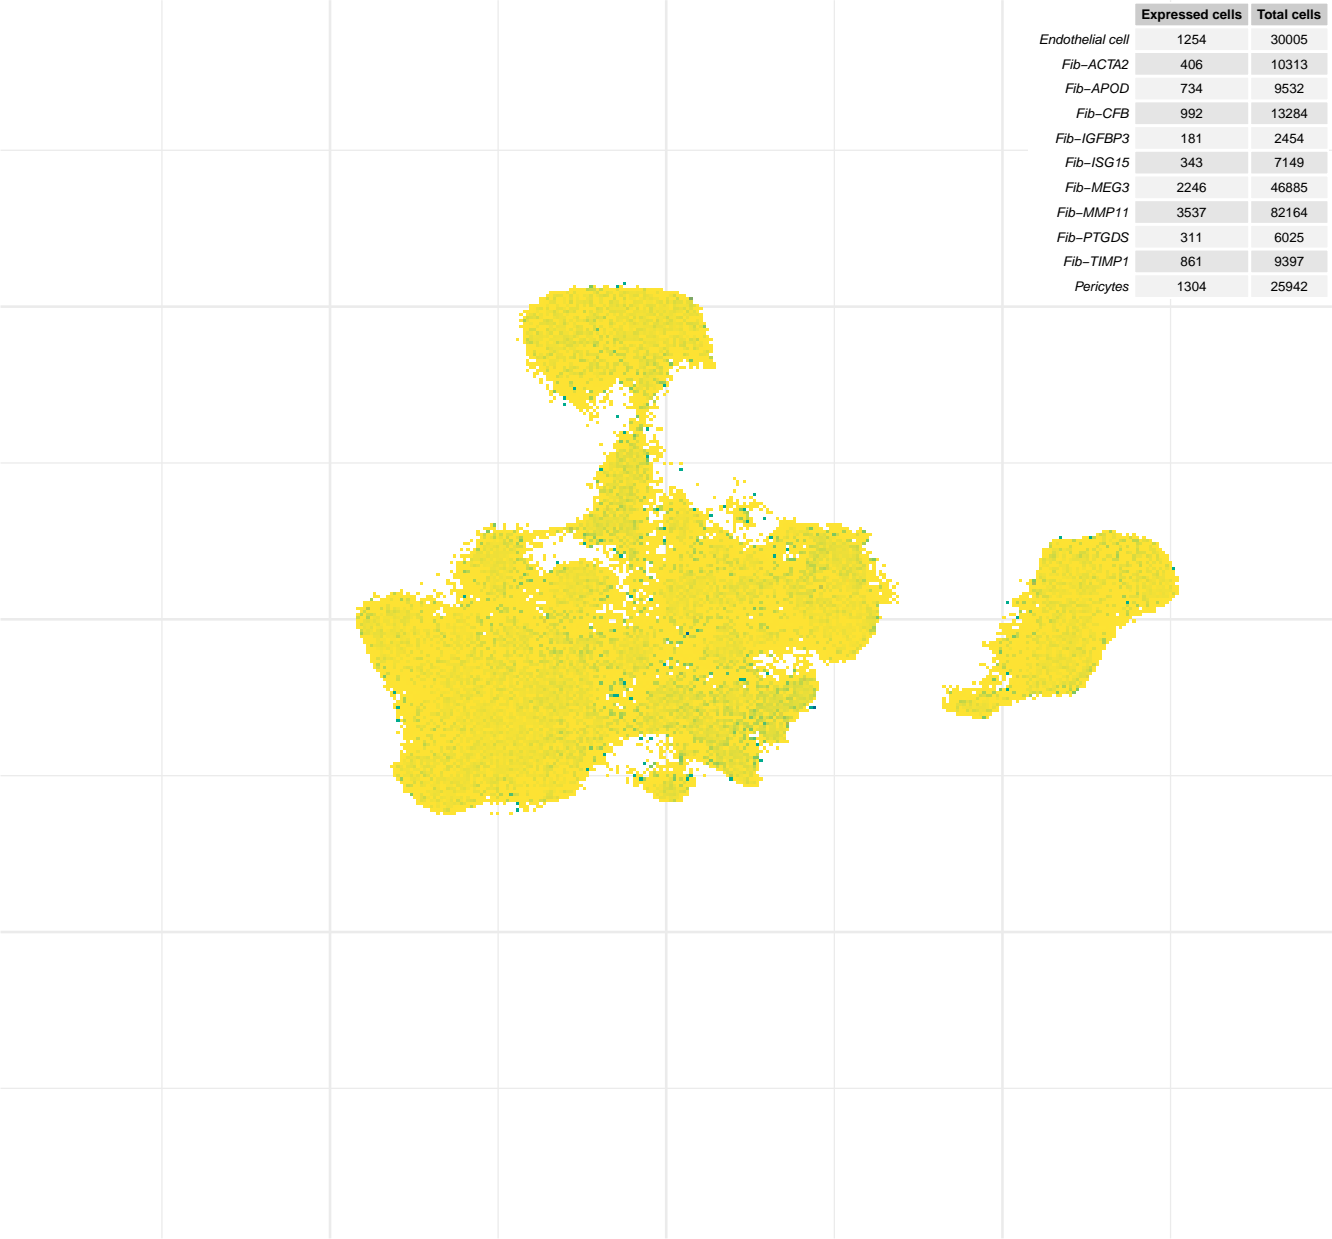 Expressed cells Total cells
Endothelial cell 1254 30005
Fib−ACTA2 406 10313
Fib−APOD 734 9532
Fib−CFB 992 13284
Fib−IGFBP3 181 2454
Fib−ISG15 343 7149
Fib−MEG3 2246 46885
Fib−MMP11 3537 82164
Fib−PTGDS 311 6025
Fib−TIMP1 861 9397
Pericytes 1304 25942